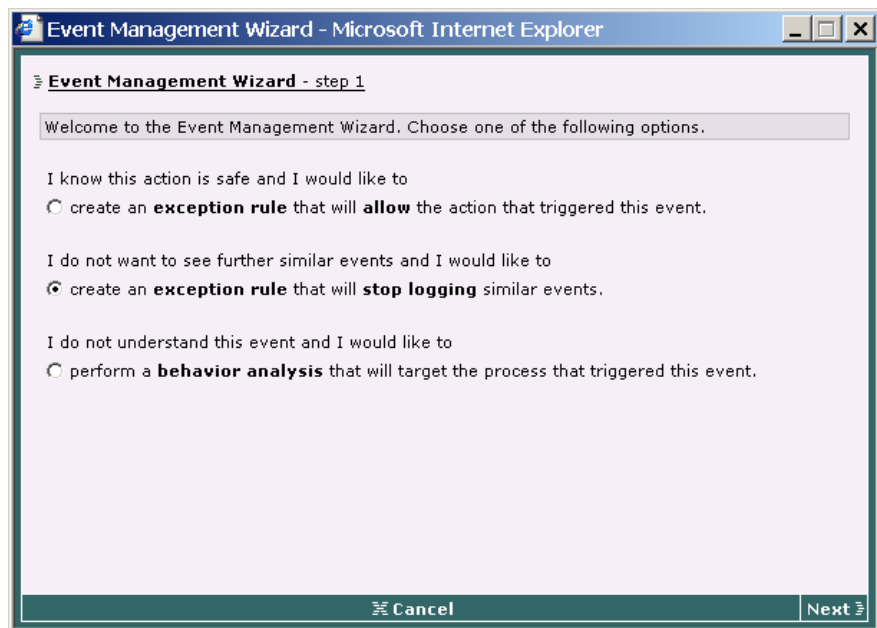 Event Management Wizard - Microsoft Internet Explorer
Event Management Wizard - step 1
Welcome to the Event Management Wizard. Choose one of the following options.
I know this action is safe and I would like to
create an exception rule that will allow the action that triggered this event.
I do not want to see further similar events and I would like to
create an exception rule that will stop logging similar events.
I do not understand this event and I would like to
perform a behavior analysis that will target the process that triggered this event.
Cancel
Next